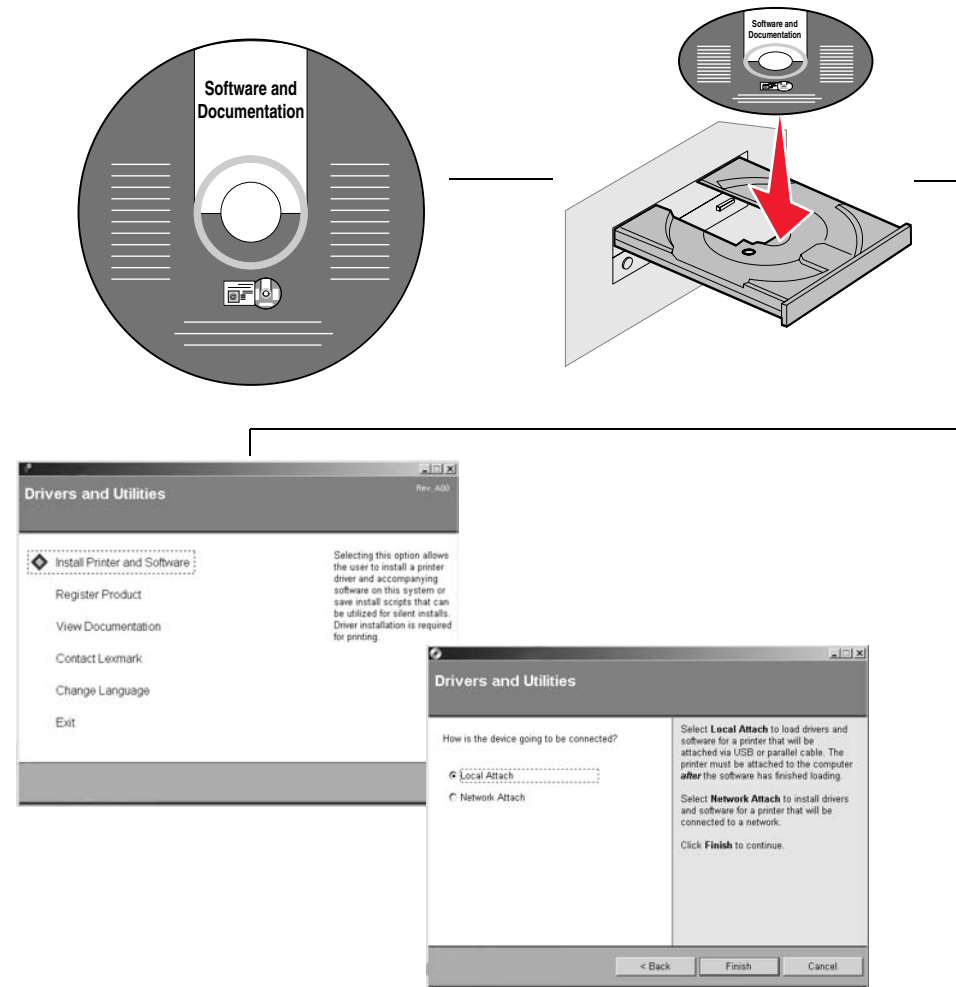 Software and
Documentation
Software and
Documentation
Drivers and Utilities
Rev. A00
Install Printer and Software
Register Product
View Documentation
Contact Lexmark
Change Language
Exit
Selecting this option allows
the user to install a printer
driver and accompanying
software on this system or
save install scripts that can
be utilized for silent installs.
Driver installation is required
for printing.
Drivers and Utilities
How is the device going to be connected?
Local Attach
Network Attach
Select Local Attach to load drivers and
software for a printer that will be
attached via USB or parallel cable. The
printer must be attached to the computer
after the software has finished loading.
Select Network Attach to install drivers
and software for a printer that will be
connected to a network.
Click Finish to continue.
< Back
Finish
Cancel